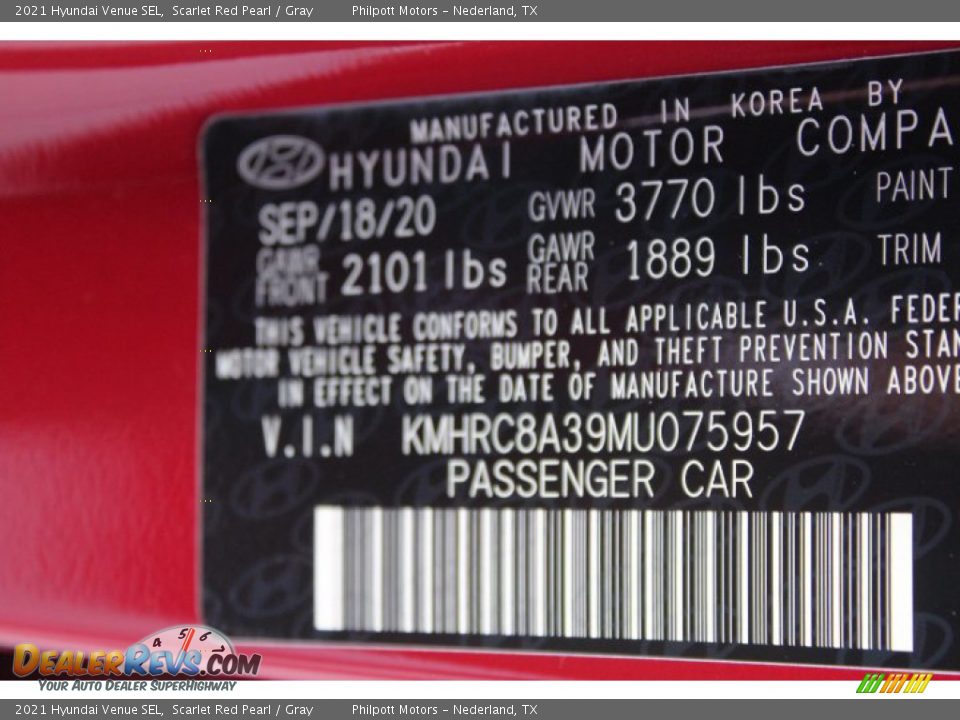 2021 Hyundai Venue SEL, Scarlet Red Pearl / Gray Philpott Motors - Nederland, TX
MANUFACTURED IN KOREA BY
HYUNDAI MOTOR COMPA
SEP/18/20 GVWR 3770 lbs PAINT
GAWR FRONT 2101 lbs GAWR REAR 1889 lbs TRIM
THIS VEHICLE CONFORMS TO ALL APPLICABLE U.S.A. FEDER
MOTOR VEHICLE SAFETY, BUMPER, AND THEFT PREVENTION STAN
IN EFFECT ON THE DATE OF MANUFACTURE SHOWN ABOVE
V.I.N KMHRC8A39MU075957
PASSENGER CAR
4 5 6
DEALERREVS.COM
YOUR AUTO DEALER SUPERHIGHWAY
2021 Hyundai Venue SEL, Scarlet Red Pearl / Gray Philpott Motors - Nederland, TX